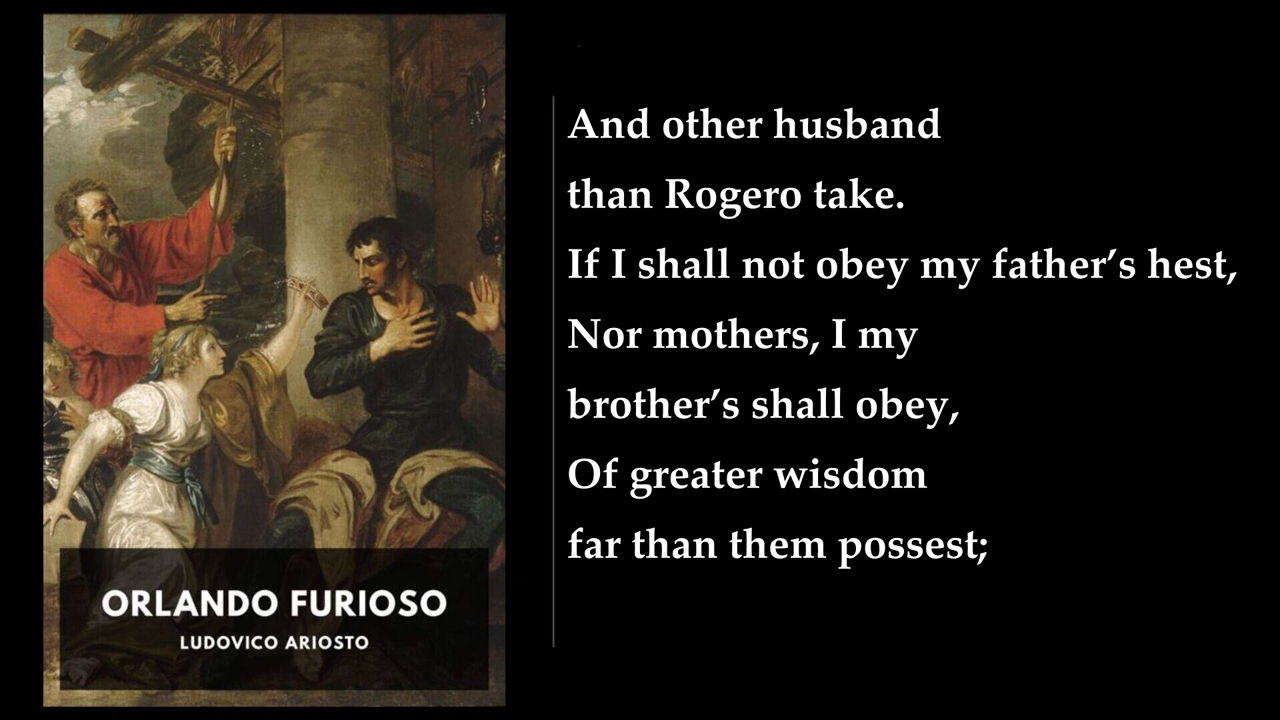 ORLANDO FURIOSO
LUDOVICO ARIOSTO
And other husband
than Rogero take.
If I shall not obey my father’s hest,
Nor mothers, I my
brother’s shall obey,
Of greater wisdom
far than them possest;